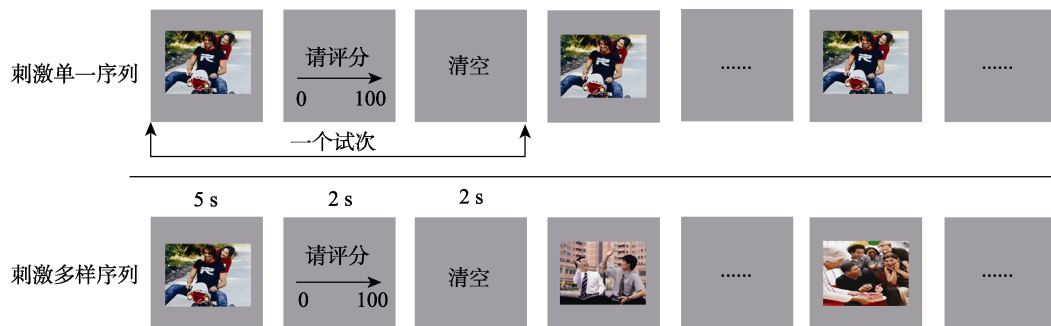 刺激单一序列
请评分
0 100
清空
......
......
一个试次
5 s 2 s 2 s
刺激多样序列
请评分
0 100
清空
......
......